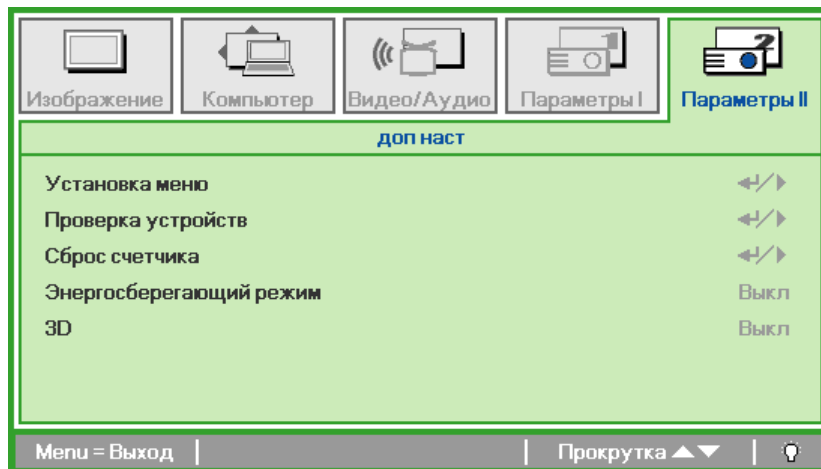 Изображение Компьютер Видео/Аудио Параметры I Параметры II
доп наст
Установка меню
Проверка устройств
Сброс счетчика
Энергосберегающий режим Выкл
3D Выкл
Menu = Выход Прокрутка